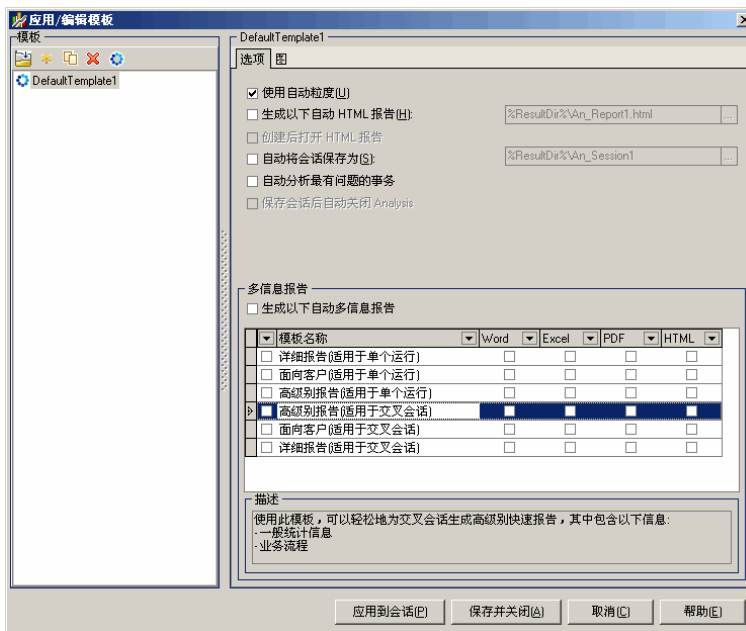 应用/编辑模板
模板
DefaultTemplate1
DefaultTemplate1
选项 图
使用自动粒度(U)
生成以下自动 HTML 报告(H): %ResultDir%\An_Report1.html ...
创建后打开 HTML 报告
自动将会话保存为(S): %ResultDir%\An_Session1 ...
自动分析最有问题的事务
保存会话后自动关闭 Analysis
多信息报告
生成以下自动多信息报告
模板名称 Word Excel PDF HTML
详细报告(适用于单个运行)
面向客户(适用于单个运行)
高级别报告(适用于单个运行)
高级别报告(适用于交叉会话)
面向客户(适用于交叉会话)
详细报告(适用于交叉会话)
描述
使用此模板，可以轻松地为交叉会话生成高级别快速报告，其中包含以下信息:
-一般统计信息
-业务流程
应用到会话(P) 保存并关闭(A) 取消(C) 帮助(E)